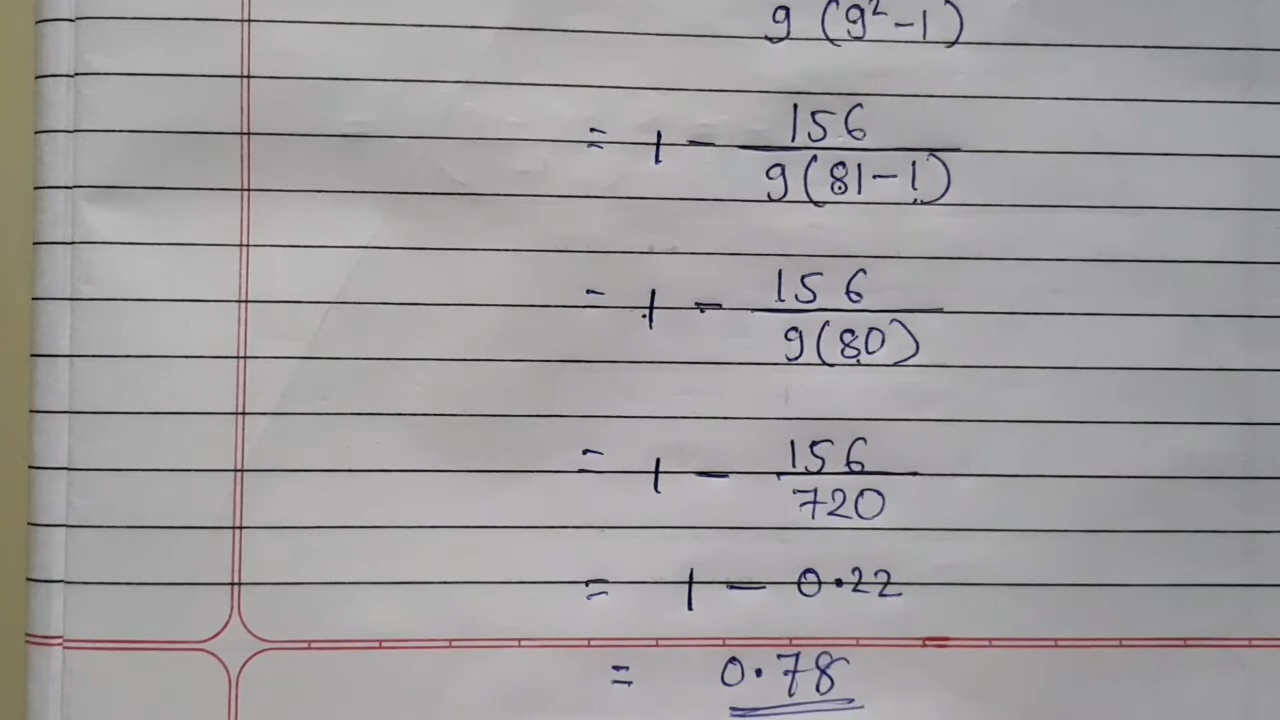 9 (9² – 1)
= 1 – 156
9 (81 – 1)
= 1 – 156
9 (80)
= 1 – 156
720
= 1 – 0.22
= 0.78